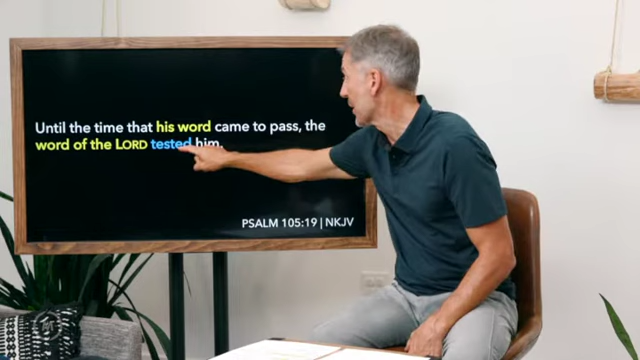 Until the time that his word came to pass, the
word of the LORD tested him.
PSALM 105:19 | NKJV